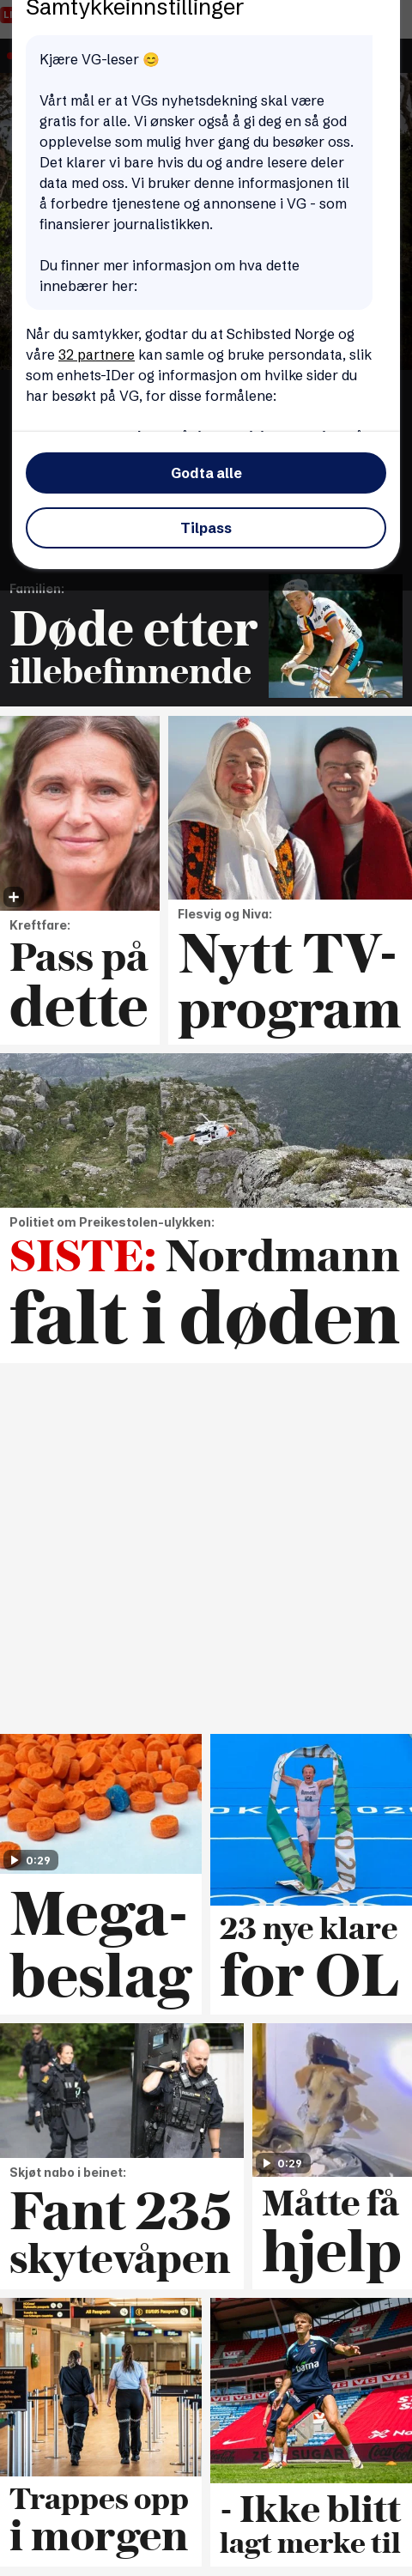 Samtykkeinnstillinger
Kjære VG-leser 😊
Vårt mål er at VGs nyhetsdekning skal være
gratis for alle. Vi ønsker også å gi deg en så god
opplevelse som mulig hver gang du besøker oss.
Det klarer vi bare hvis du og andre lesere deler
data med oss. Vi bruker denne informasjonen til
å forbedre tjenestene og annonsene i VG - som
finansierer journalistikken.
Du finner mer informasjon om hva dette
innebærer her:
Når du samtykker, godtar du at Schibsted Norge og
våre 32 partnere kan samle og bruke persondata, slik
som enhets-IDer og informasjon om hvilke sider du
har besøkt på VG, for disse formålene:
Godta alle
Tilpass
Familien:
Døde etter
illebefinnende
Kreftfare:
Pass på
dette
Flesvig og Niva:
Nytt TV-
program
Politiet om Preikestolen-ulykken:
SISTE: Nordmann
falt i døden
0:29
Mega-
beslag
23 nye klare
for OL
Skjøt nabo i beinet:
Fant 235
skytevåpen
0:29
Måtte få
hjelp
All Passports
Trappes opp
i morgen
bama
VG
- Ikke blitt
lagt merke til